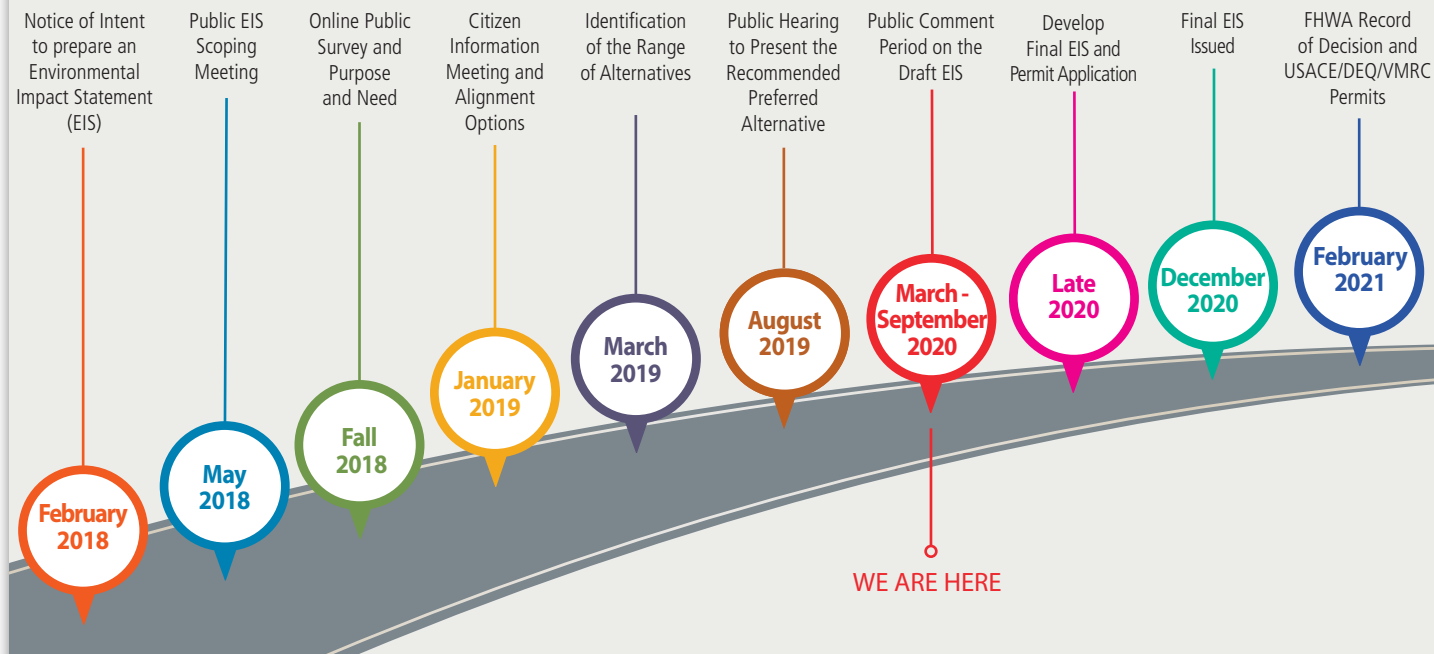 Notice of Intent
to prepare an
Environmental
Impact Statement
(EIS)
Public EIS
Scoping
Meeting
Online Public
Survey and
Purpose
and Need
Citizen
Information
Meeting and
Alignment
Options
Identification
of the Range
of Alternatives
Public Hearing
to Present the
Recommended
Preferred
Alternative
Public Comment
Period on the
Draft EIS
Develop
Final EIS and
Permit Application
Final EIS
Issued
FHWA Record
of Decision and
USACE/DEQ/VMRC
Permits
February
2018
May
2018
Fall
2018
January
2019
March
2019
August
2019
March -
September
2020
Late
2020
December
2020
February
2021
WE ARE HERE